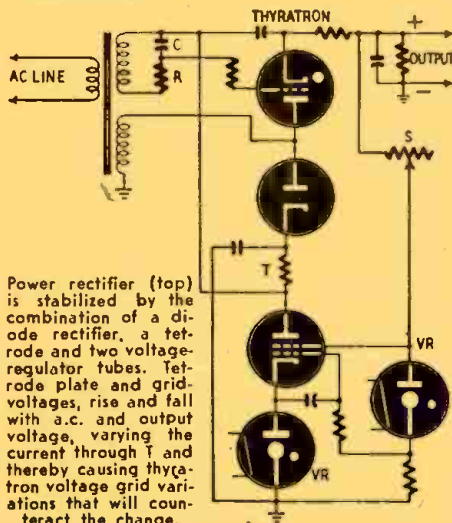 THYRATRON
+
C
AC LINE
R
OUTPUT
-
S
T
VR
VR
Power rectifier (top)
is stabilized by the
combination of a di-
ode rectifier, a tet-
rode and two voltage-
regulator tubes. Tet-
rode plate and grid-
voltages, rise and fall
with a.c. and output
voltage, varying the
current through T and
thereby causing thyra-
tron voltage grid vari-
ations that will coun-
teract the change.